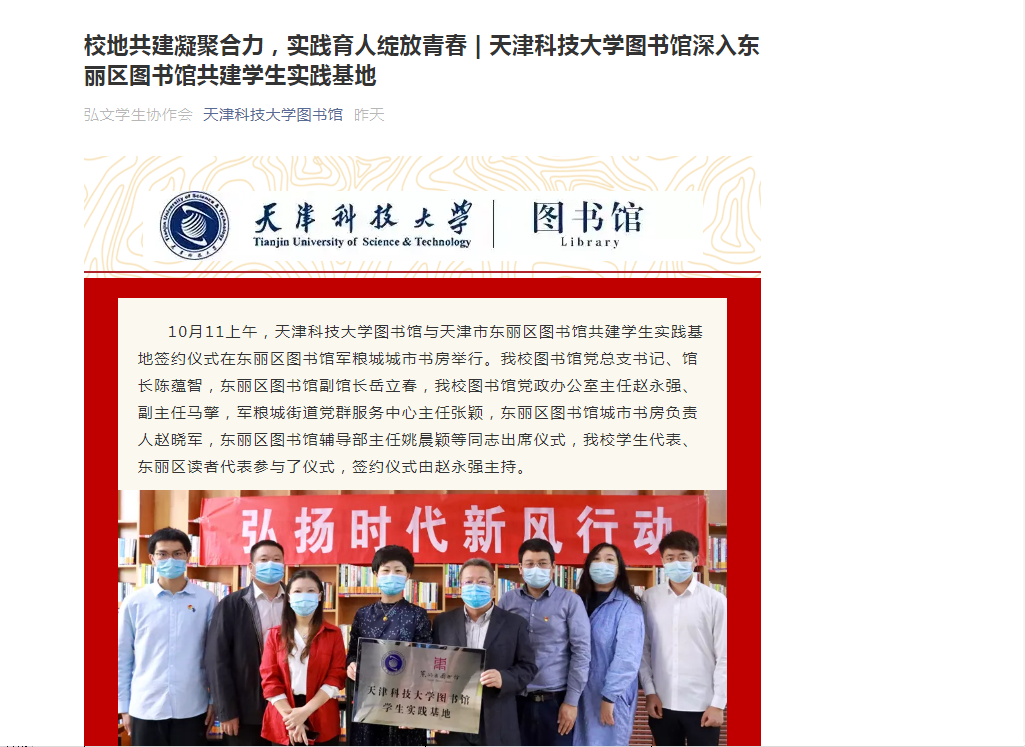 校地共建凝聚合力，实践育人绽放青春 | 天津科技大学图书馆深入东
丽区图书馆共建学生实践基地
弘文学生协作会 天津科技大学图书馆 昨天
天津科技大学 图书馆
Tianjin University of Science & Technology Library
10月11上午，天津科技大学图书馆与天津市东丽区图书馆共建学生实践基
地签约仪式在东丽区图书馆军粮城城市书房举行。我校图书馆党总支书记、馆
长陈蕴智，东丽区图书馆副馆长岳立春，我校图书馆党政办公室主任赵永强、
副主任马擎，军粮城街道党群服务中心主任张颖，东丽区图书馆城市书房负责
人赵晓军，东丽区图书馆辅导部主任姚晨颖等同志出席仪式，我校学生代表、
东丽区读者代表参与了仪式，签约仪式由赵永强主持。
弘扬时代新风行动
天津科技大学图书馆
学生实践基地